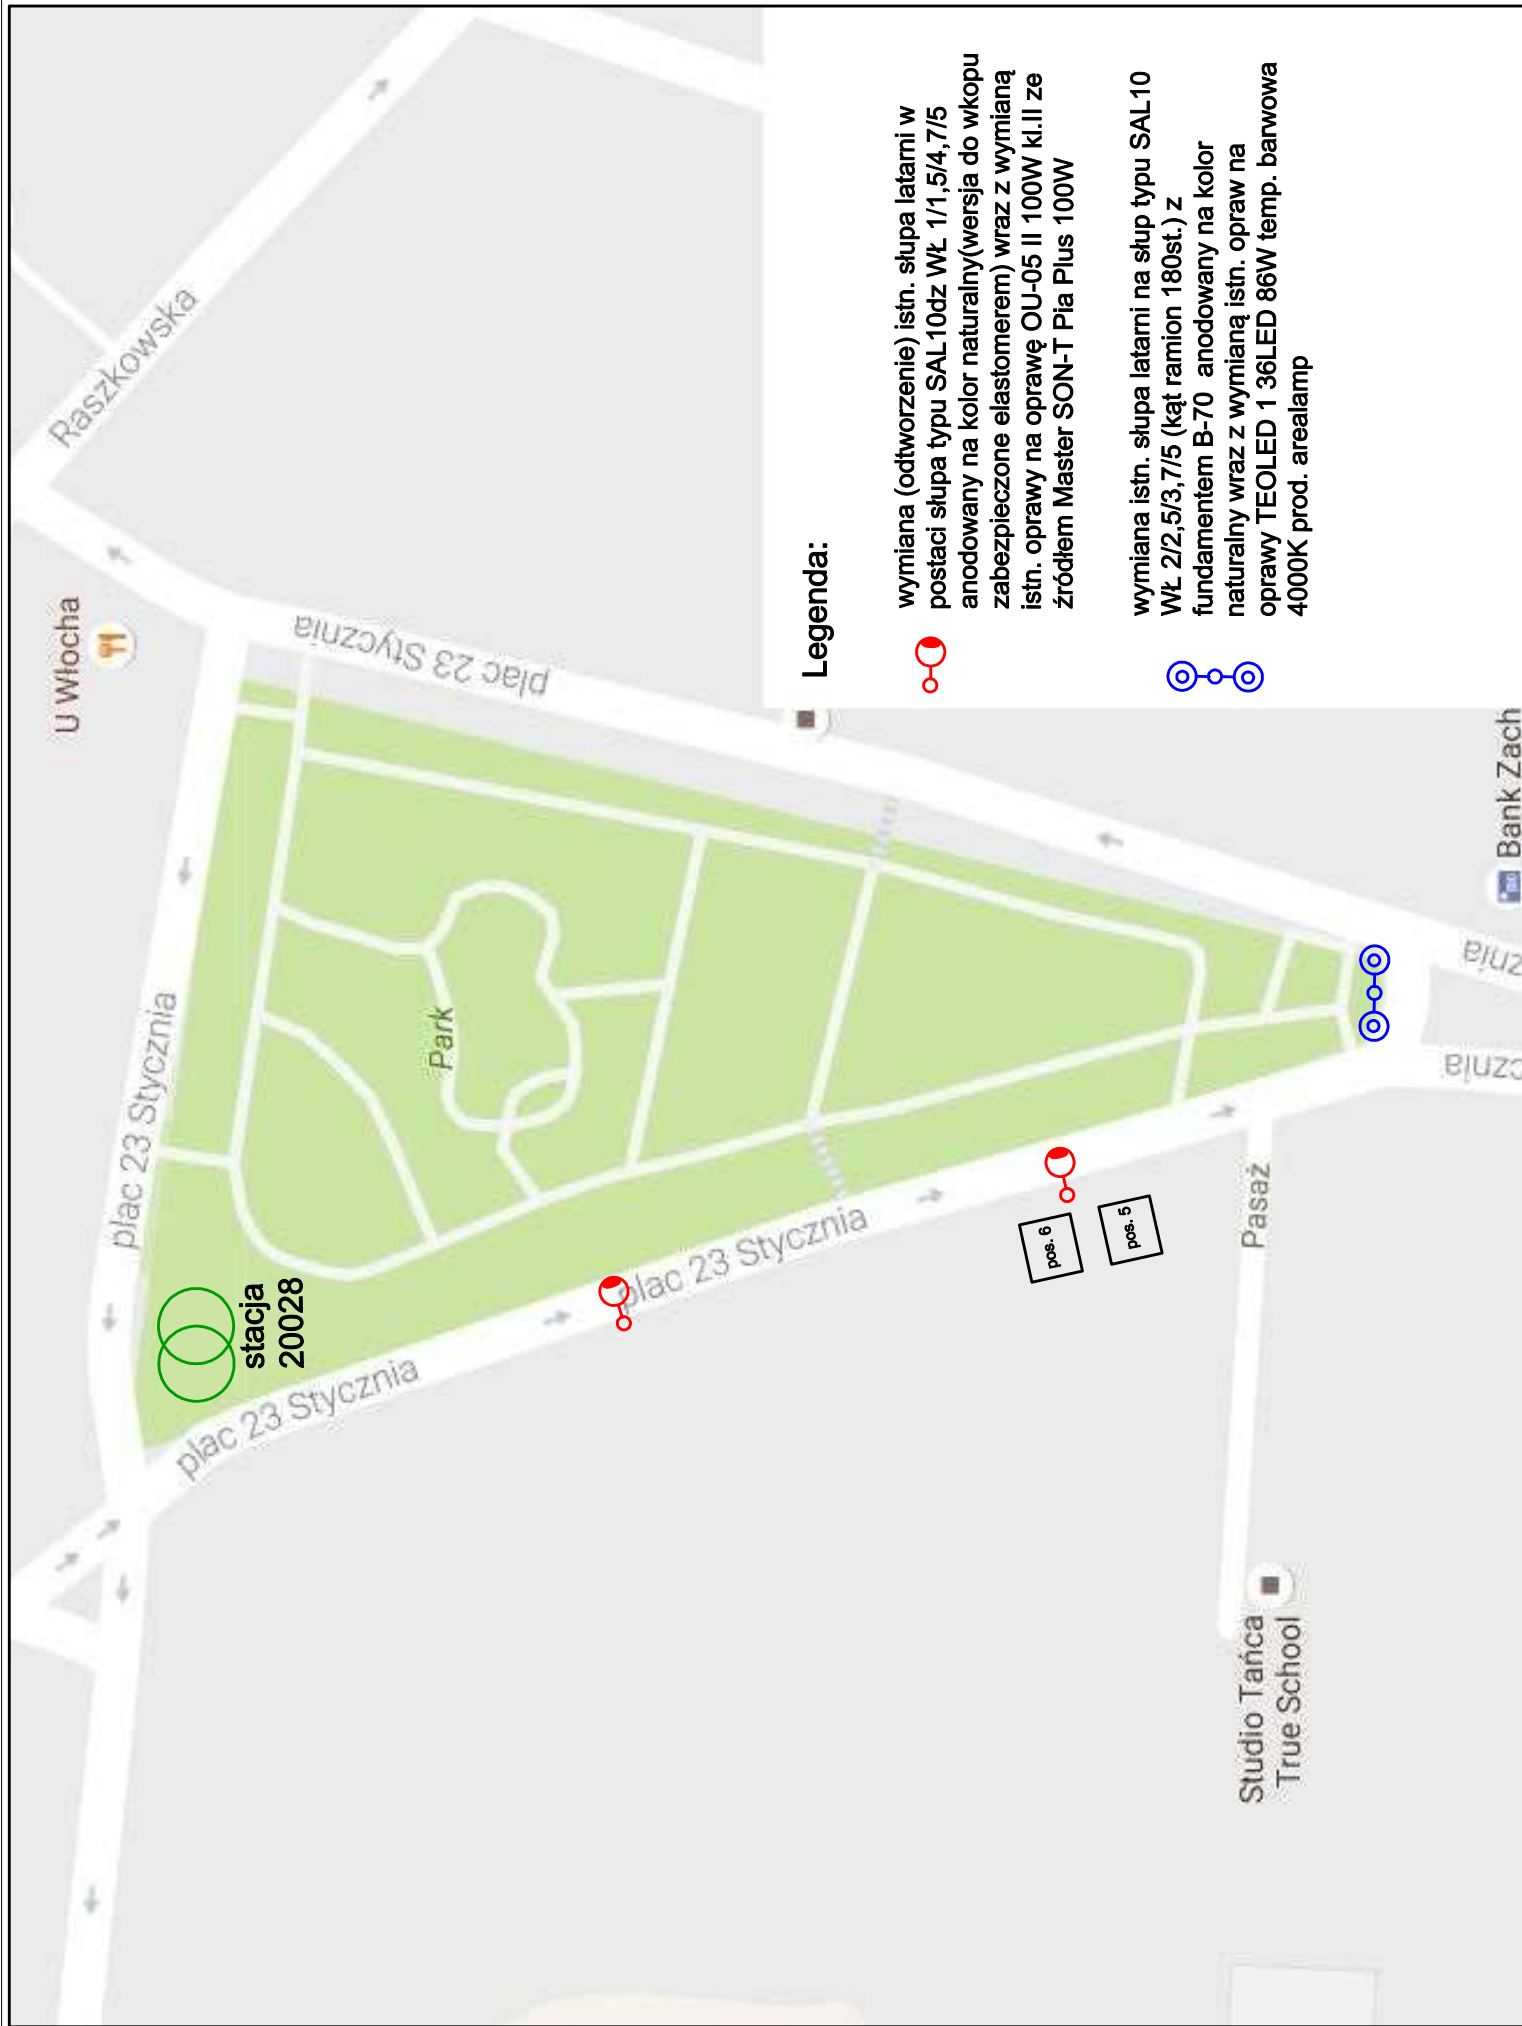 U Włocha
Raszkowska
plac 23 Stycznia
plac 23 Stycznia
Park
stacja
20028
plac 23 Stycznia
plac 23 Stycznia
pos. 6
pos. 5
Pasaż
Studio Tańca
True School
cznia
cznia
Bank Zach
Legenda:
wymiana (odtworzenie) istn. słupa latarni w
postaci słupa typu SAL10dz WŁ 1/1,5/4,7/5
anodowany na kolor naturalny(wersja do wkopu
zabezpieczone elastomerem) wraz z wymianą
istn. oprawy na oprawę OU-05 II 100W kl.II ze
źródłem Master SON-T Pia Plus 100W
wymiana istn. słupa latarni na słup typu SAL10
WŁ 2/2,5/3,7/5 (kąt ramion 180st.) z
fundamentem B-70 anodowany na kolor
naturalny wraz z wymianą istn. opraw na
oprawy TEOLED 1 36LED 86W temp. barwowa
4000K prod. arealamp